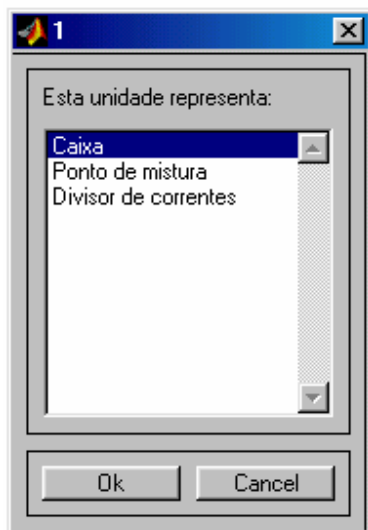 1
Esta unidade representa:
Caixa
Ponto de mistura
Divisor de correntes
Ok
Cancel